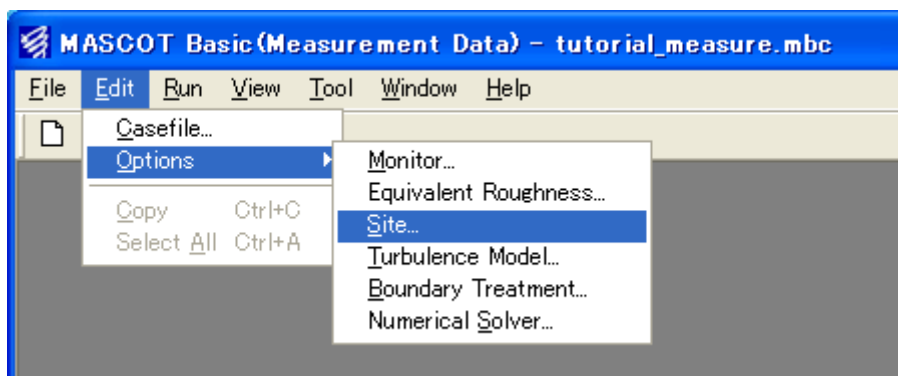 MASCOT Basic(Measurement Data) - tutorial_measure.mbc
File Edit Run View Tool Window Help
Casefile...
Options
Copy Ctrl+C
Select All Ctrl+A
Monitor...
Equivalent Roughness...
Site...
Turbulence Model...
Boundary Treatment...
Numerical Solver...